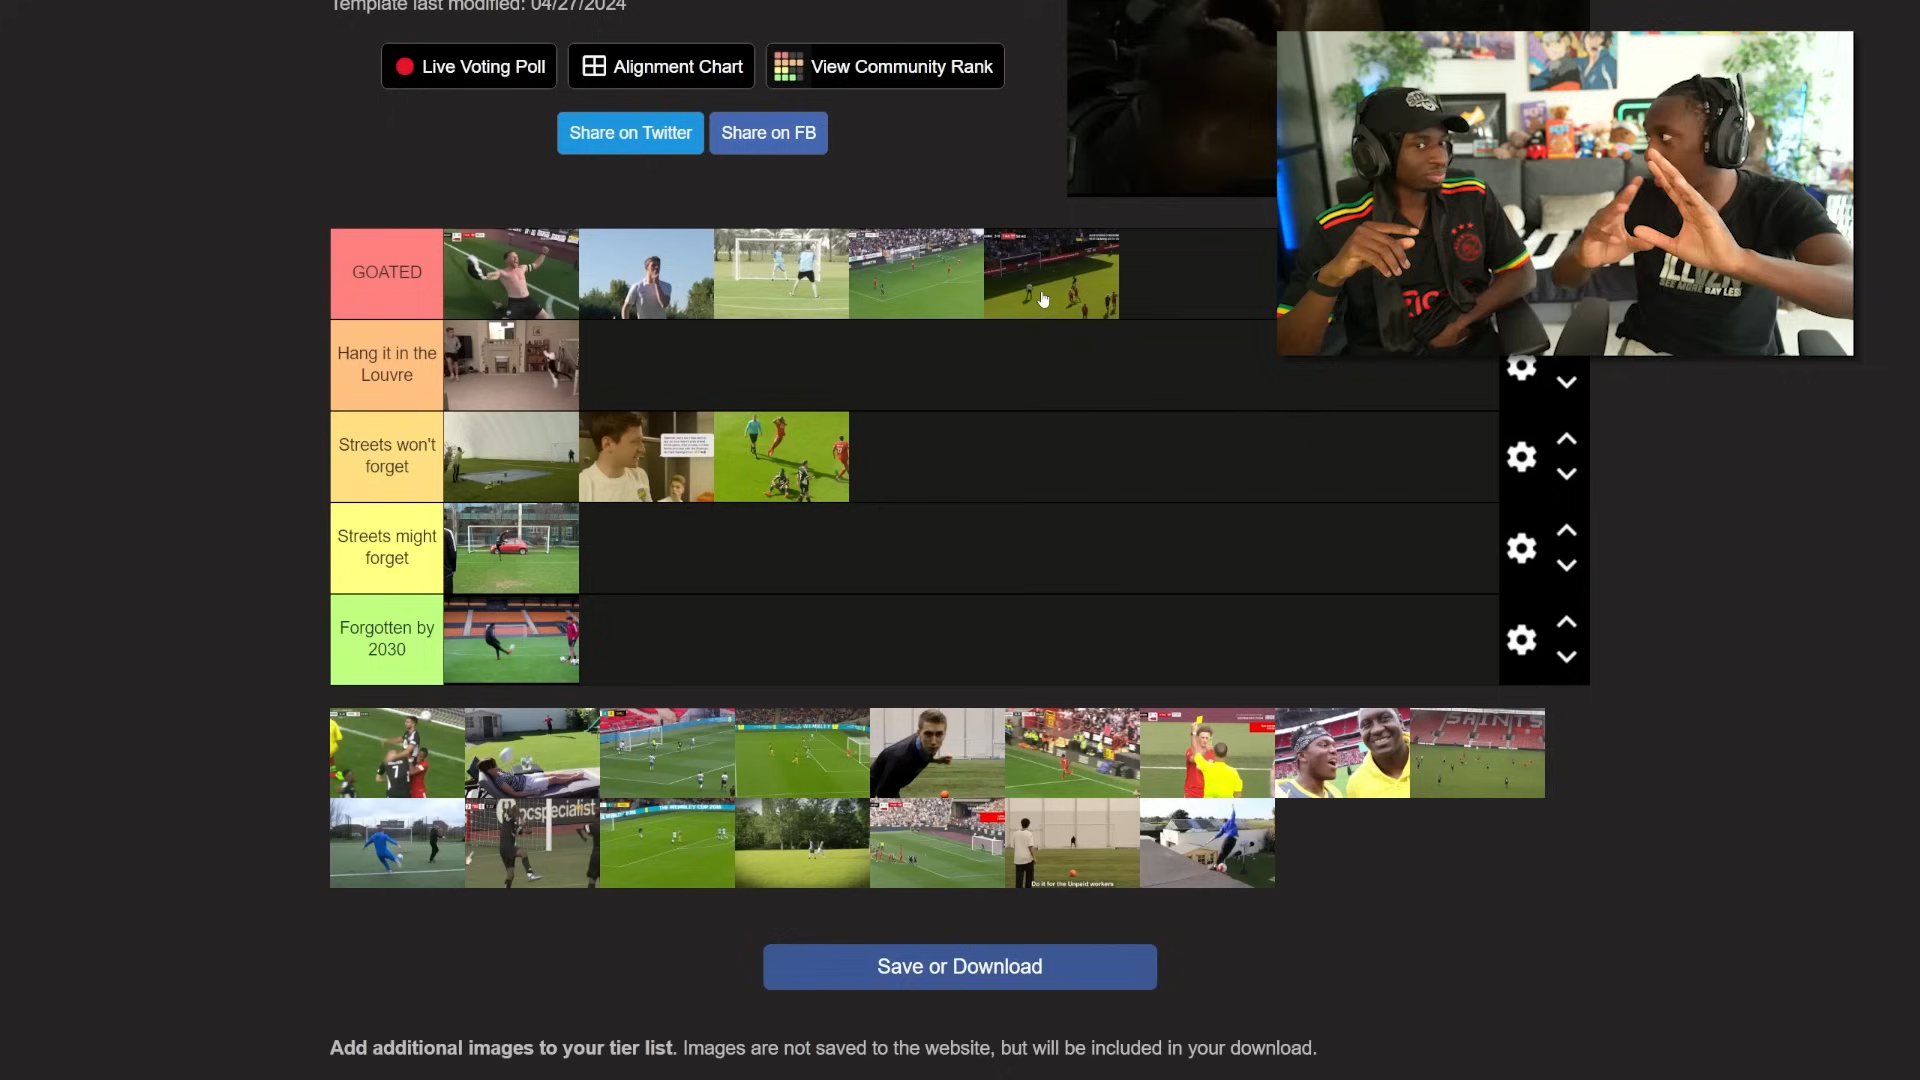 Template last modified: 04/27/2024
Live Voting Poll
Alignment Chart
View Community Rank
Share on Twitter
Share on FB
GOATED
Hang it in the
Louvre
Streets won't
forget
Streets might
forget
Forgotten by
2030
SAINTS
pcspecialist
Do it for the Unpaid workers
Save or Download
Add additional images to your tier list. Images are not saved to the website, but will be included in your download.